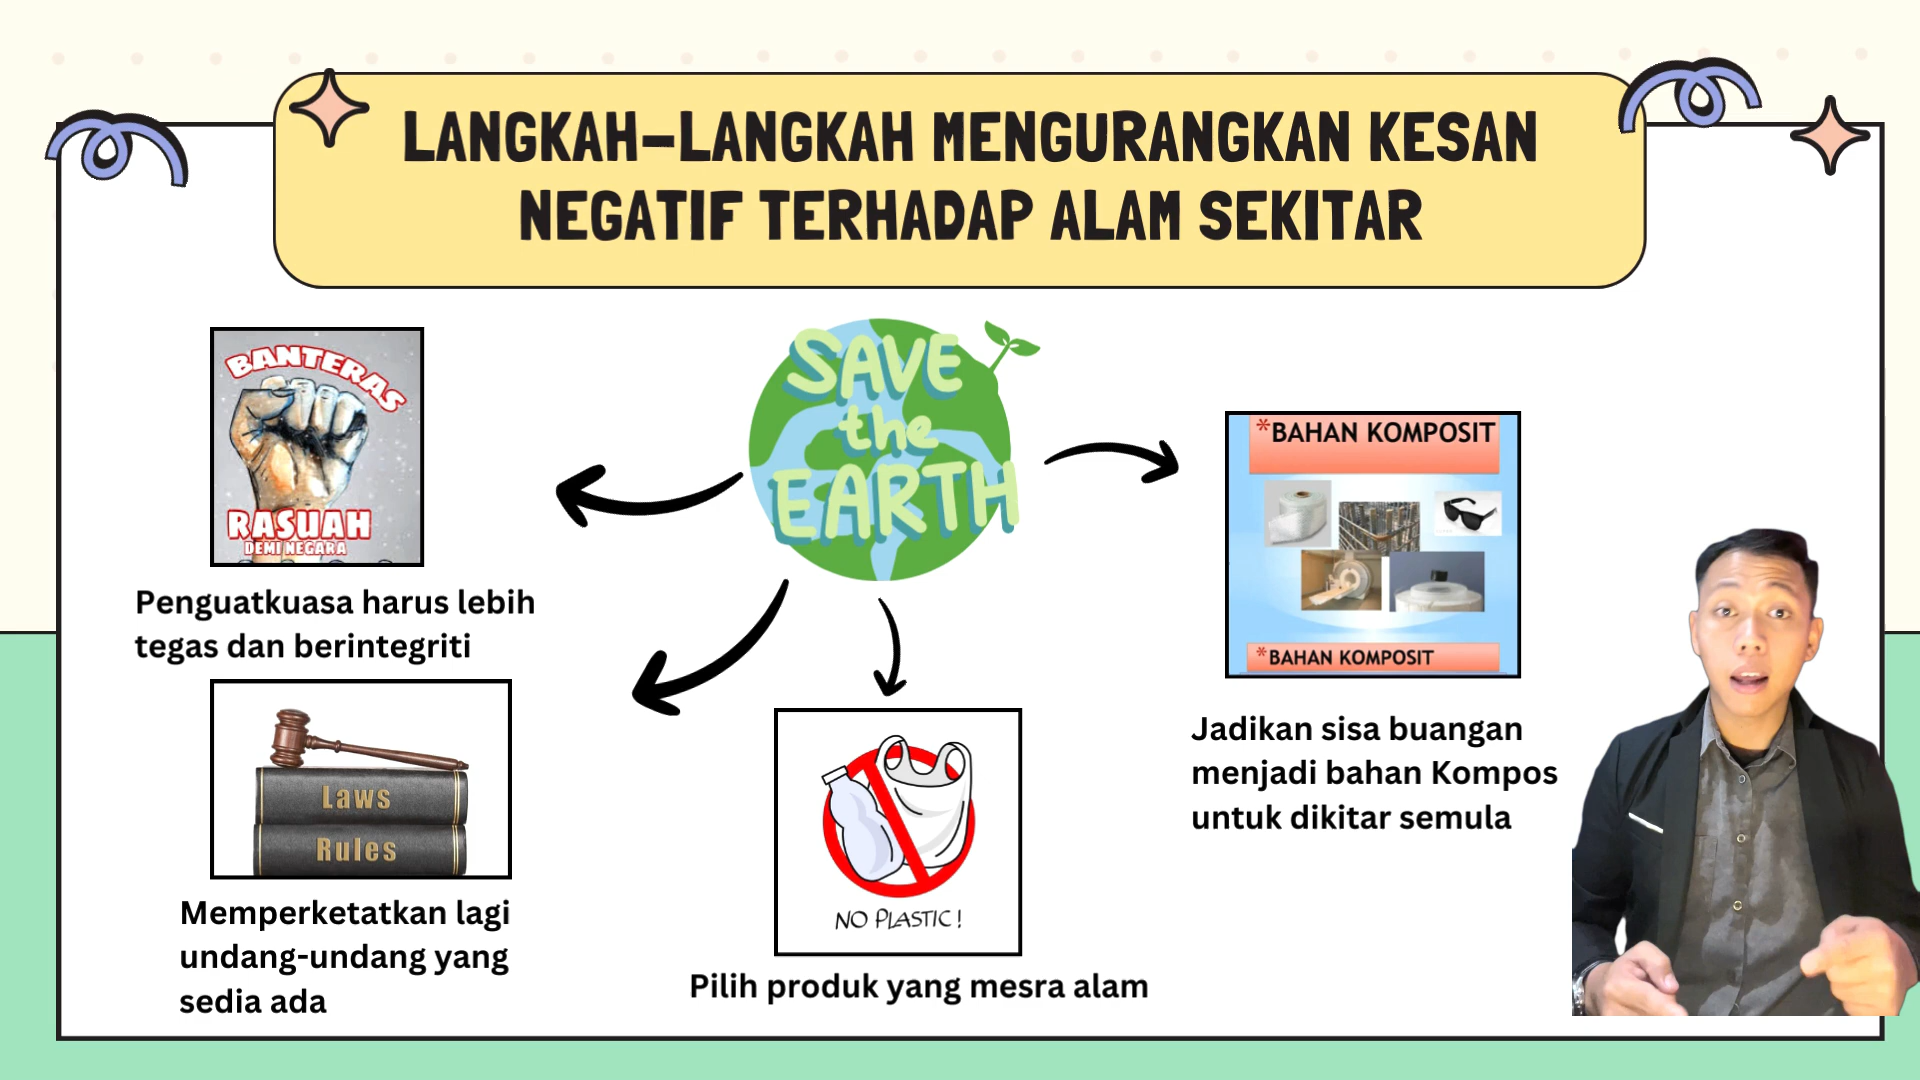 LANGKAH-LANGKAH MENGURANGKAN KESAN
NEGATIF TERHADAP ALAM SEKITAR
BANTERAS
RASUAH
DEMI NEGARA
Penguatkuasa harus lebih
tegas dan berintegriti
Laws
Rules
Memperketatkan lagi
undang-undang yang
sedia ada
SAVE
the
EARTH
NO PLASTIC!
Pilih produk yang mesra alam
*BAHAN KOMPOSIT
*BAHAN KOMPOSIT
Jadikan sisa buangan
menjadi bahan Kompos
untuk dikitar semula